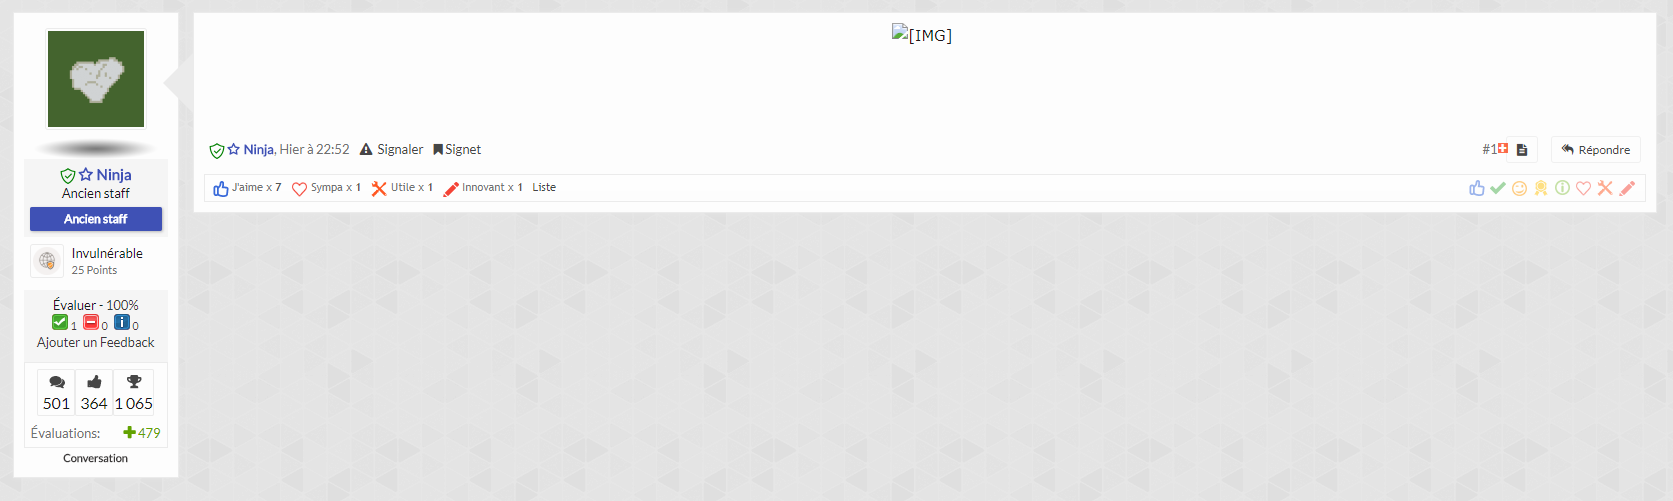 [IMG]
Ninja, Hier à 22:52 Signaler Signet #1 Répondre
J'aime x 7 Sympa x 1 Utile x 1 Innovant x 1 Liste
Ninja
Ancien staff
Ancien staff
Invulnérable
25 Points
Évaluer - 100%
1 0 0
Ajouter un Feedback
501 364 1 065
Évaluations: 479
Conversation